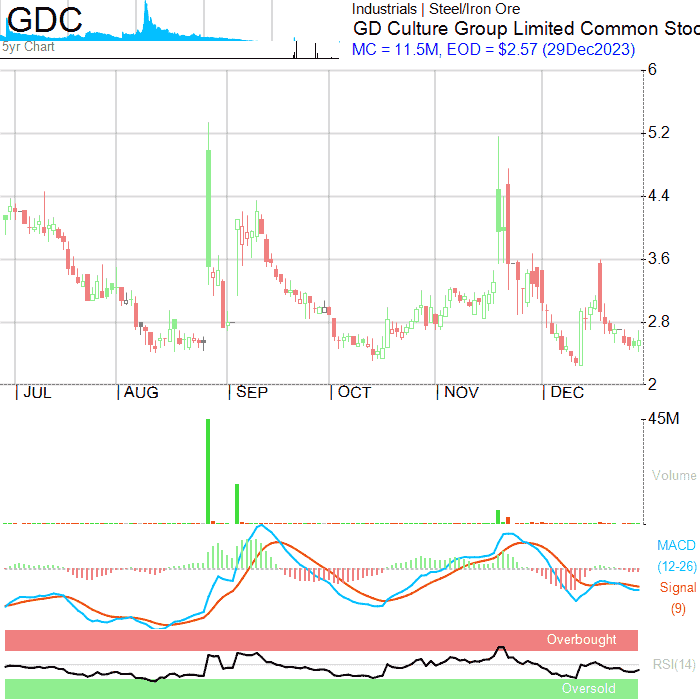 GDC
5yr Chart
Industrials | Steel/Iron Ore
GD Culture Group Limited Common Stoc
MC = 11.5M, EOD = $2.57 (29Dec2023)
6
5.2
4.4
3.6
2.8
2
JUL AUG SEP OCT NOV DEC
45M
Volume
MACD
(12-26)
Signal
(9)
Overbought
RSI(14)
Oversold